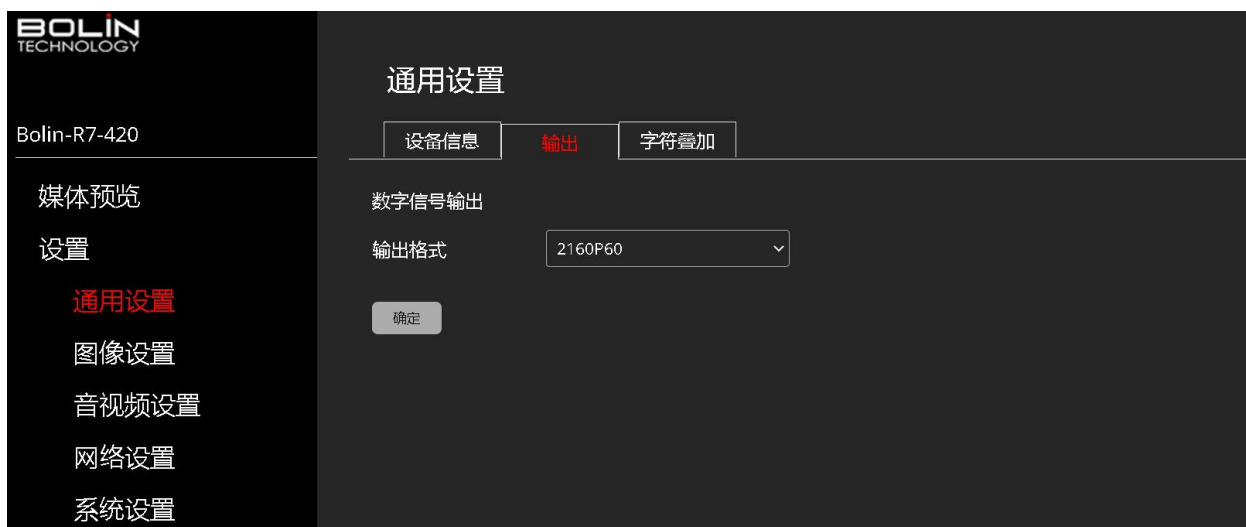 BOLIN
TECHNOLOGY
Bolin-R7-420
媒体预览
设置
通用设置
图像设置
音视频设置
网络设置
系统设置
通用设置
设备信息 输出 字符叠加
数字信号输出
输出格式 2160P60
确定